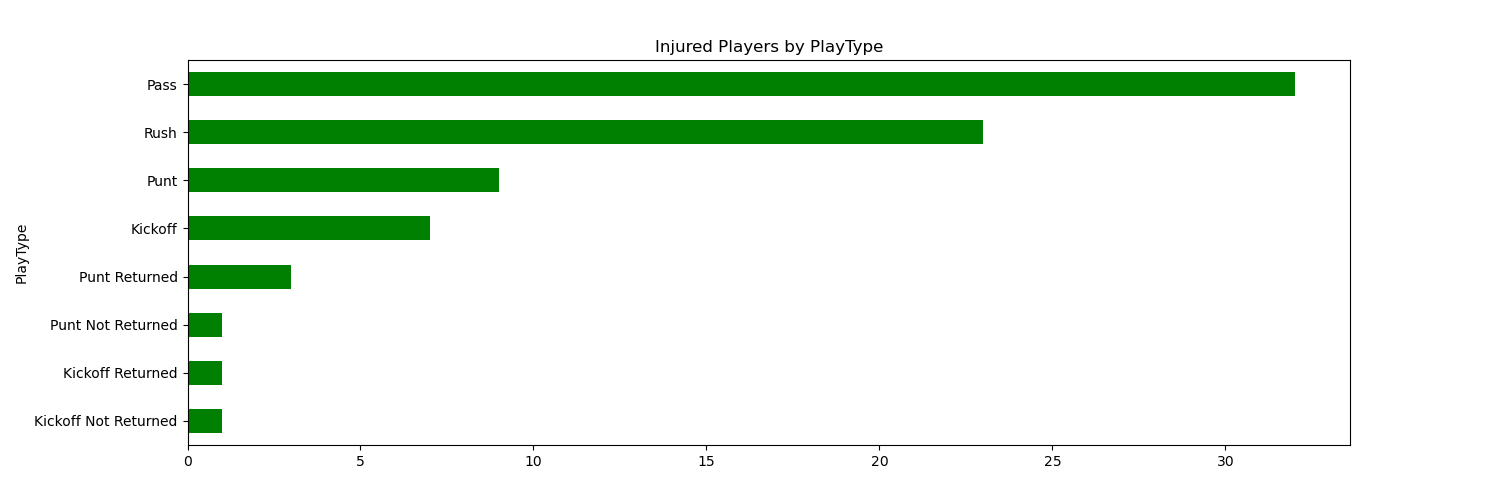 Injured Players by PlayType
PlayType
Pass
Rush
Punt
Kickoff
Punt Returned
Punt Not Returned
Kickoff Returned
Kickoff Not Returned
0 5 10 15 20 25 30